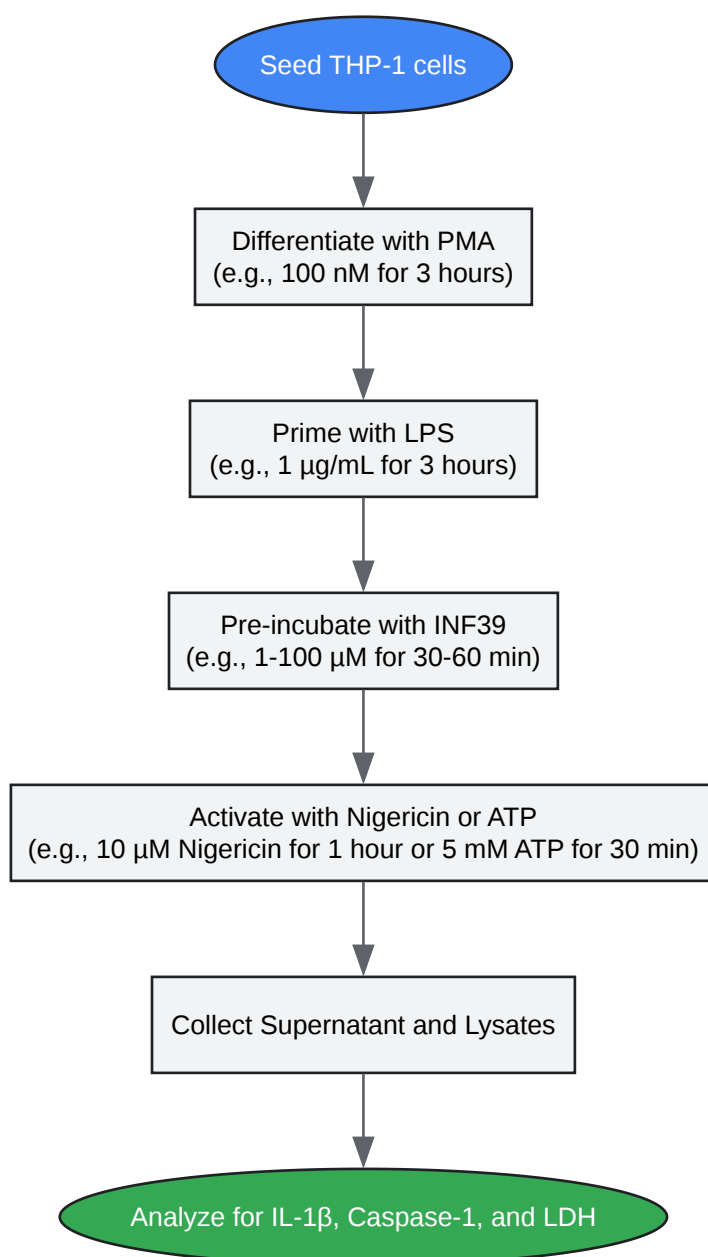 Seed THP-1 cells
Differentiate with PMA
(e.g., 100 nM for 3 hours)
Prime with LPS
(e.g., 1 µg/mL for 3 hours)
Pre-incubate with INF39
(e.g., 1-100 µM for 30-60 min)
Activate with Nigericin or ATP
(e.g., 10 µM Nigericin for 1 hour or 5 mM ATP for 30 min)
Collect Supernatant and Lysates
Analyze for IL-1β, Caspase-1, and LDH